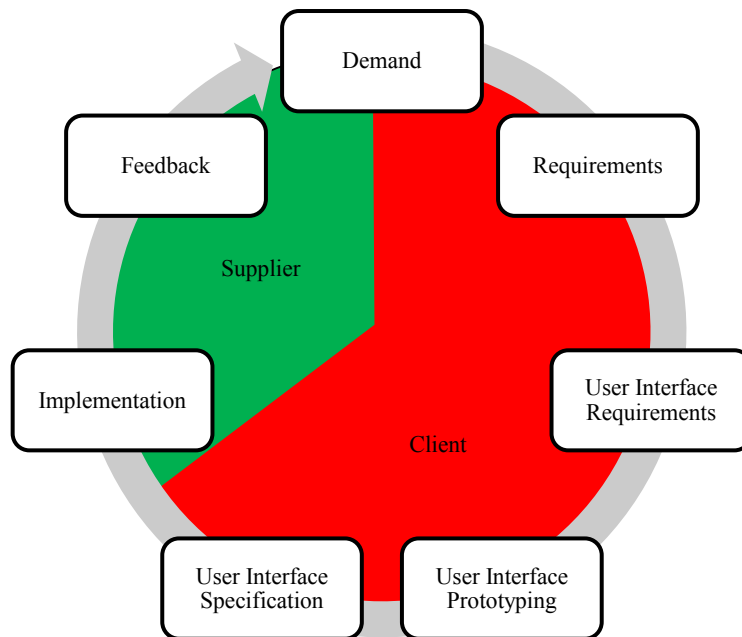 Demand
Feedback
Requirements
Supplier
Implementation
User Interface
Requirements
Client
User Interface
Specification
User Interface
Prototyping